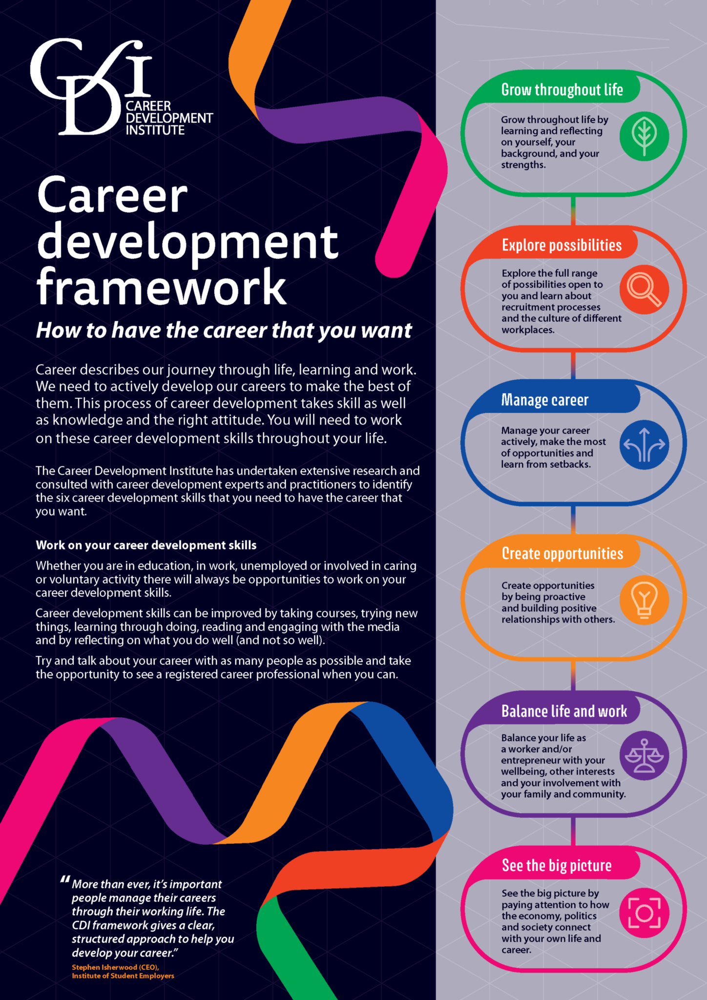 CDI
CAREER
DEVELOPMENT
INSTITUTE
Career
development
framework
How to have the career that you want
Career describes our journey through life, learning and work.
We need to actively develop our careers to make the best of
them. This process of career development takes skill as well
as knowledge and the right attitude. You will need to work
on these career development skills throughout your life.
The Career Development Institute has undertaken extensive research and
consulted with career development experts and practitioners to identify
the six career development skills that you need to have the career that
you want.
Work on your career development skills
Whether you are in education, in work, unemployed or involved in caring
or voluntary activity there will always be opportunities to work on your
career development skills.
Career development skills can be improved by taking courses, trying new
things, learning through doing, reading and engaging with the media
and by reflecting on what you do well (and not so well).
Try and talk about your career with as many people as possible and take
the opportunity to see a registered career professional when you can.
“More than ever, it’s important
people manage their careers
through their working life. The
CDI framework gives a clear,
structured approach to help you
develop your career.”
Stephen Isherwood (CEO),
Institute of Student Employers
Grow throughout life
Grow throughout life by
learning and reflecting
on yourself, your
background, and your
strengths.
Explore possibilities
Explore the full range
of possibilities open to
you and learn about
recruitment processes
and the culture of different
workplaces.
Manage career
Manage your career
actively, make the most
of opportunities and
learn from setbacks.
Create opportunities
Create opportunities
by being proactive
and building positive
relationships with others.
Balance life and work
Balance your life as
a worker and/or
entrepreneur with your
wellbeing, other interests
and your involvement with
your family and community.
See the big picture
See the big picture by
paying attention to how
the economy, politics
and society connect
with your own life and
career.